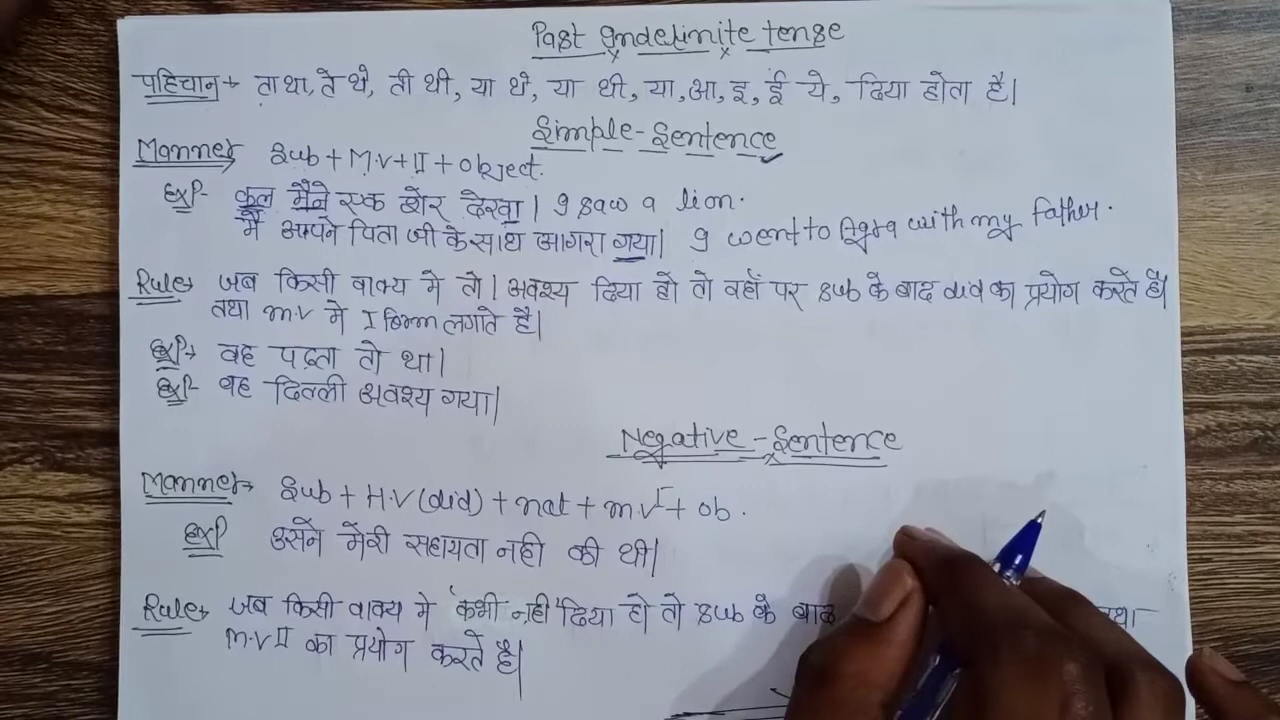 Past Indefinite tense
पहिचान → ता था, ते थे, ती थी, या थे, या थी, या, आ, इ, ई ये, दिया होता है।
Simple-Sentence
Manner → Sub + M.V + II + object.
Exp- कल मैने एक शेर देखा। I saw a lion.
मैं अपने पिता जी के साथ आगरा गया। I went to Agra with my father.
Rule → जब किसी वाक्य मे तो। अवश्य दिया हो तो वहाँ पर sub के बाद did का प्रयोग करते है।
तथा m.v मे I form लगाते है।
Exp → वह पढ़ता तो था।
Exp- वह दिल्ली अवश्य गया।
Negative-Sentence
Manner → Sub + H.V (did) + not + m.v I + ob.
Exp उसने मेरी सहायता नही की थी।
Rule → जब किसी वाक्य मे 'कभी नही' दिया हो तो sub के बाद
m.v II का प्रयोग करते है।